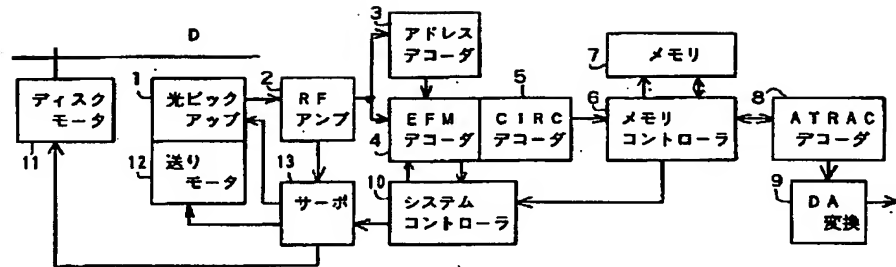 D
3
アドレス
デコーダ
7
メモリ
1
光ピック
アップ
2
RF
アンプ
5
4
EFM
デコーダ
CIRC
デコーダ
6
メモリ
コントローラ
8
ATRAC
デコーダ
ディスク
モータ
11
12
送り
モータ
13
サーボ
10
システム
コントローラ
9
DA
変換